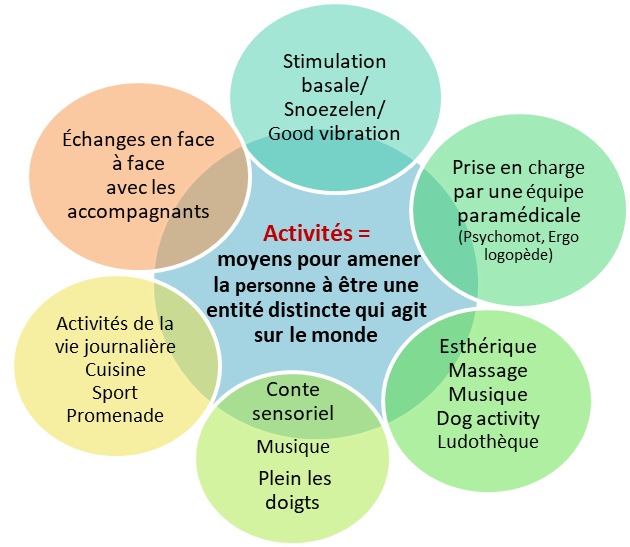 Stimulation
basale/
Snoezelen/
Good vibration
Échanges en face
à face
avec les
accompagnants
Prise en charge
par une équipe
paramédicale
(Psychomot, Ergo
logopède)
Activités =
moyens pour amener
la personne à être une
entité distincte qui agit
sur le monde
Activités de la
vie journalière
Cuisine
Sport
Promenade
Esthérique
Massage
Musique
Dog activity
Ludothèque
Conte
sensoriel
Musique
Plein les
doigts